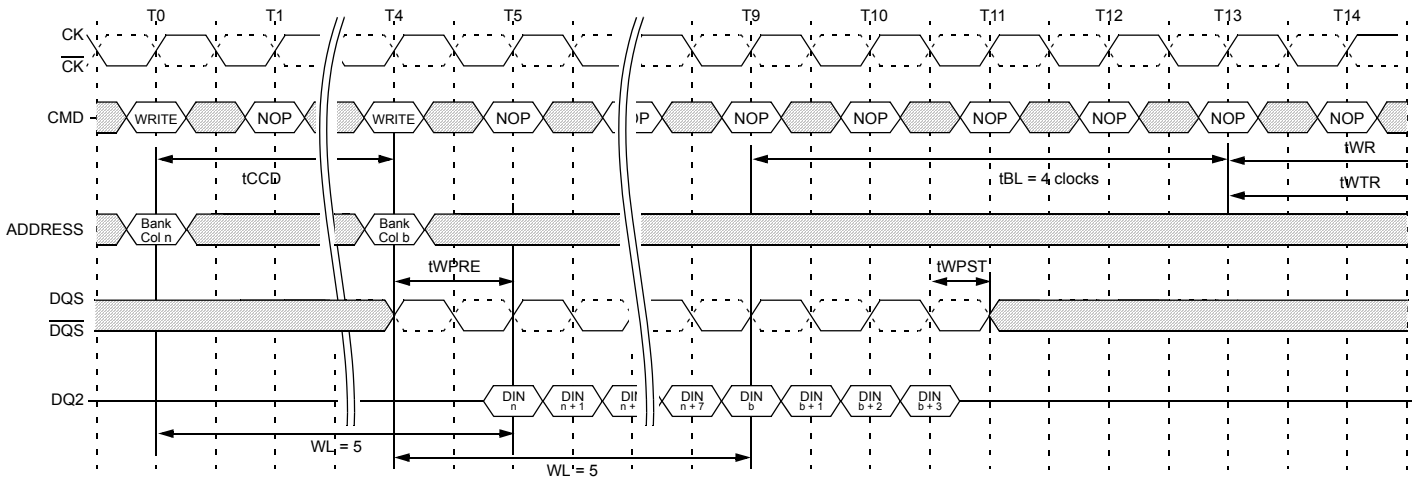 T0 T1 T4 T5 T9 T10 T11 T12 T13 T14
CK
CK
CMD WRITE NOP WRITE NOP NOP NOP NOP NOP NOP NOP
tWR
tCCD tBL = 4 clocks
tWTR
ADDRESS Bank Col n Bank Col b
tWPRE tWPST
DQS
DQS
DQ2 DIN n DIN n + 1 DIN n + 7 DIN b DIN b + 1 DIN b + 2 DIN b + 3
WL = 5
WL = 5